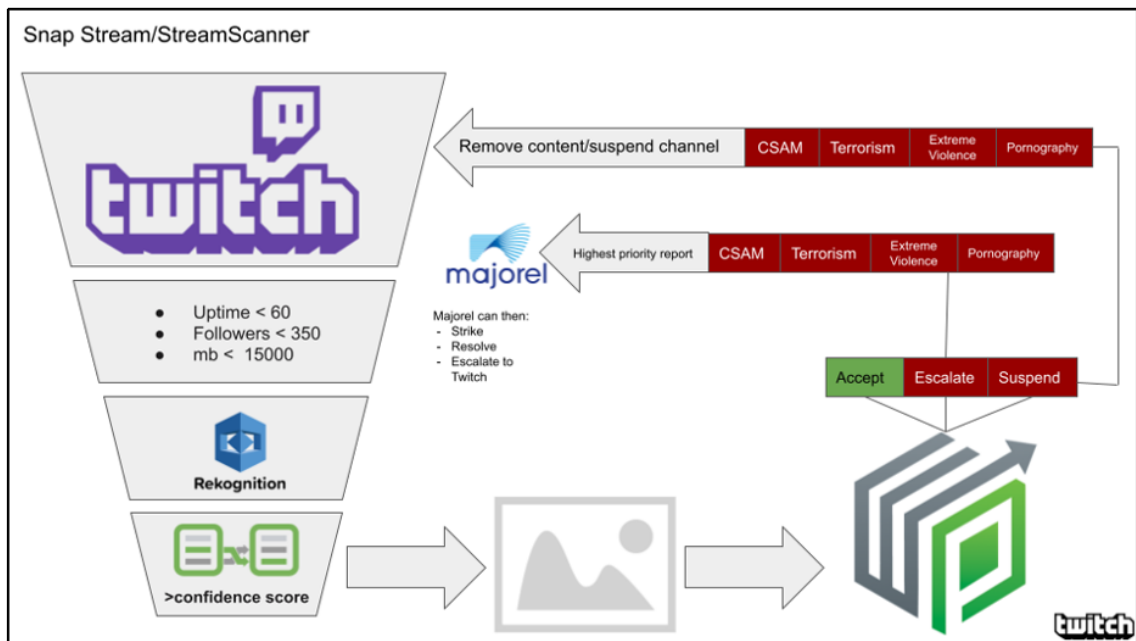 Snap Stream/StreamScanner
twitch
Remove content/suspend channel
CSAM
Terrorism
Extreme
Violence
Pornography
majorel
Highest priority report
CSAM
Terrorism
Extreme
Violence
Pornography
Majorel can then:
- Strike
- Resolve
- Escalate to
Twitch
● Uptime < 60
● Followers < 350
● mb < 15000
Accept
Escalate
Suspend
Rekognition
>confidence score
twitch